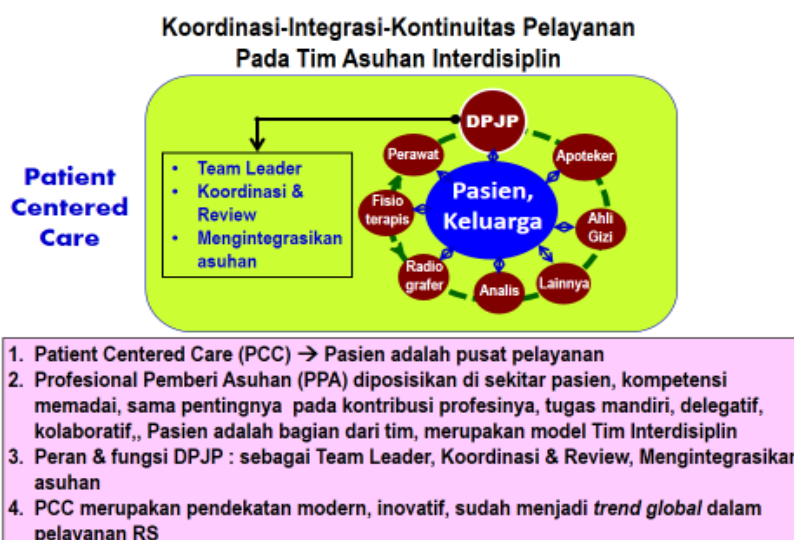 Koordinasi-Integrasi-Kontinuitas Pelayanan
Pada Tim Asuhan Interdisiplin
Patient
Centered
Care
• Team Leader
• Koordinasi &
Review
• Mengintegrasikan
asuhan
DPJP
Perawat
Apoteker
Fisio
terapis
Pasien,
Keluarga
Ahli
Gizi
Radio
grafer
Analis
Lainnya
1. Patient Centered Care (PCC) → Pasien adalah pusat pelayanan
2. Profesional Pemberi Asuhan (PPA) diposisikan di sekitar pasien, kompetensi
memadai, sama pentingnya pada kontribusi profesinya, tugas mandiri, delegatif,
kolaboratif,, Pasien adalah bagian dari tim, merupakan model Tim Interdisiplin
3. Peran & fungsi DPJP : sebagai Team Leader, Koordinasi & Review, Mengintegrasikan
asuhan
4. PCC merupakan pendekatan modern, inovatif, sudah menjadi trend global dalam
pelayanan RS